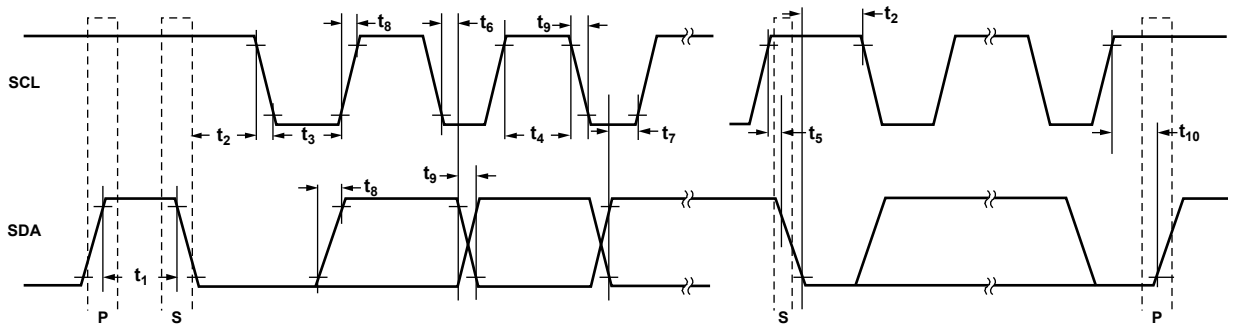 t8 t6 t9 t2
SCL
t2 t3 t4 t7 t5 t10
t9 t8
SDA
t1
P S S P